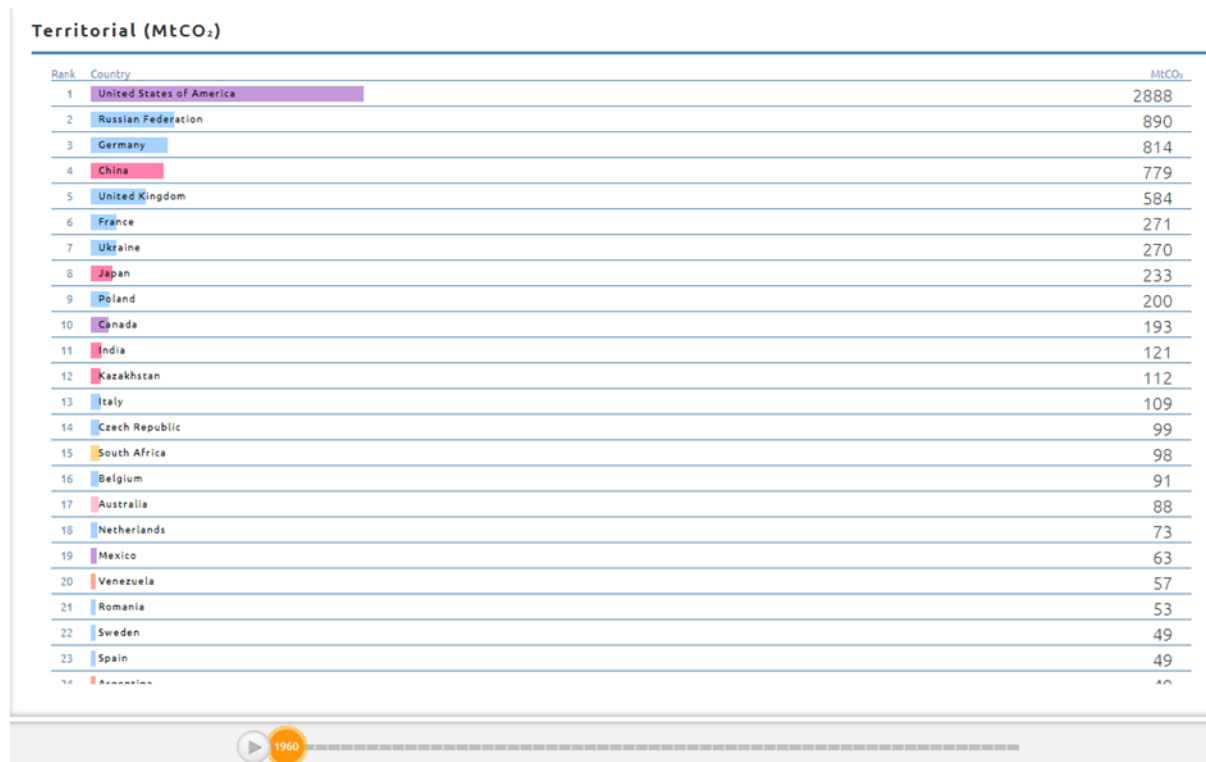 Territorial (MtCO₂)
Rank Country MtCO₂
1 United States of America 2888
2 Russian Federation 890
3 Germany 814
4 China 779
5 United Kingdom 584
6 France 271
7 Ukraine 270
8 Japan 233
9 Poland 200
10 Canada 193
11 India 121
12 Kazakhstan 112
13 Italy 109
14 Czech Republic 99
15 South Africa 98
16 Belgium 91
17 Australia 88
18 Netherlands 73
19 Mexico 63
20 Venezuela 57
21 Romania 53
22 Sweden 49
23 Spain 49
1960